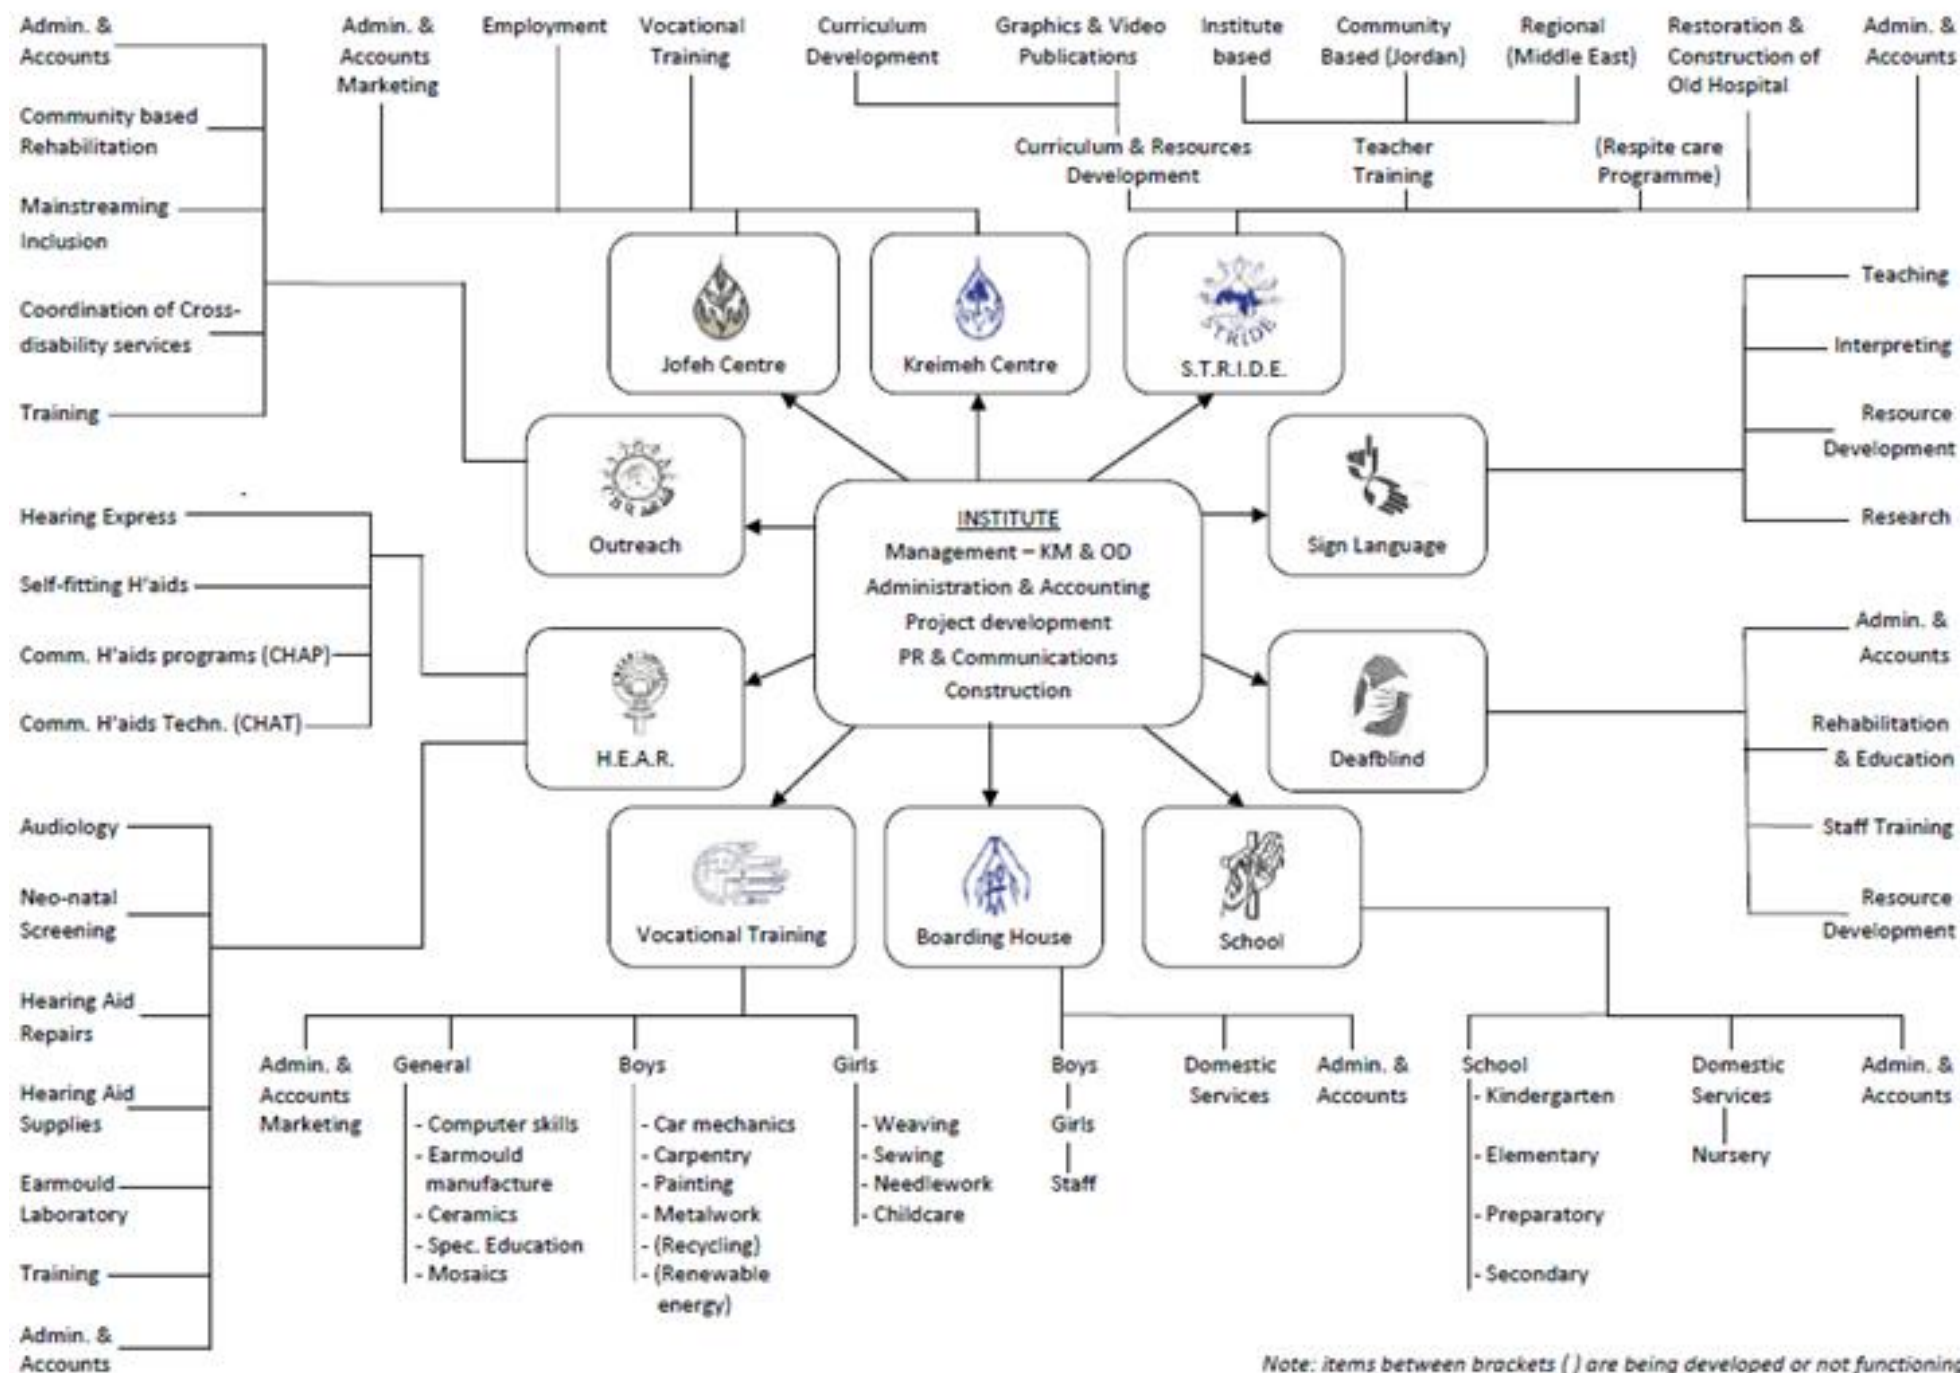 Admin. &
Accounts
Community based
Rehabilitation
Mainstreaming
Inclusion
Coordination of Cross-
disability services
Training
Admin. &
Accounts
Marketing
Employment
Vocational
Training
Curriculum
Development
Graphics & Video
Publications
Institute
based
Community
Based (Jordan)
Regional
(Middle East)
Restoration &
Construction of
Old Hospital
Admin. &
Accounts
Curriculum & Resources
Development
Teacher
Training
(Respite care
Programme)
Jofeh Centre
Kreimeh Centre
STRIDE
S.T.R.I.D.E.
Outreach
INSTITUTE
Management – KM & OD
Administration & Accounting
Project development
PR & Communications
Construction
Sign Language
Teaching
Interpreting
Resource
Development
Research
Hearing Express
Self-fitting H'aids
Comm. H'aids programs (CHAP)
Comm. H'aids Techn. (CHAT)
H.E.A.R.
Deafblind
Admin. &
Accounts
Rehabilitation
& Education
Staff Training
Resource
Development
Audiology
Neo-natal
Screening
Hearing Aid
Repairs
Hearing Aid
Supplies
Earmould
Laboratory
Training
Admin. &
Accounts
Vocational Training
Boarding House
School
Admin. &
Accounts
Marketing
General
- Computer skills
- Earmould
manufacture
- Ceramics
- Spec. Education
- Mosaics
Boys
- Car mechanics
- Carpentry
- Painting
- Metalwork
- (Recycling)
- (Renewable
energy)
Girls
- Weaving
- Sewing
- Needlework
- Childcare
Boys
Girls
Staff
Domestic
Services
Admin. &
Accounts
School
- Kindergarten
- Elementary
- Preparatory
- Secondary
Domestic
Services
Nursery
Admin. &
Accounts
Note: items between brackets ( ) are being developed or not functioning